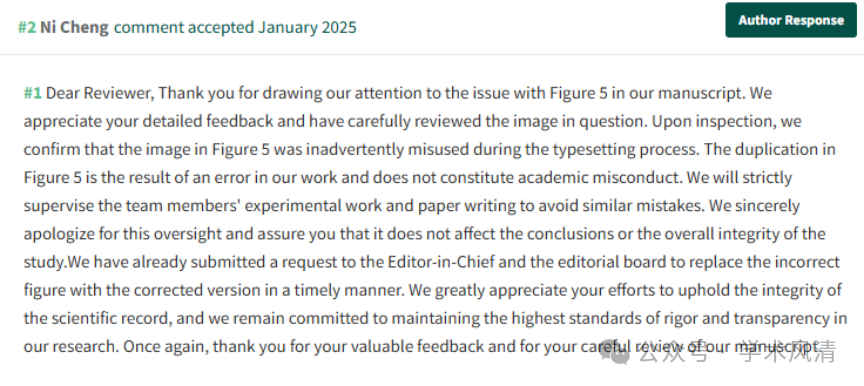 #2 Ni Cheng comment accepted January 2025
Author Response
#1 Dear Reviewer, Thank you for drawing our attention to the issue with Figure 5 in our manuscript. We
appreciate your detailed feedback and have carefully reviewed the image in question. Upon inspection, we
confirm that the image in Figure 5 was inadvertently misused during the typesetting process. The duplication in
Figure 5 is the result of an error in our work and does not constitute academic misconduct. We will strictly
supervise the team members' experimental work and paper writing to avoid similar mistakes. We sincerely
apologize for this oversight and assure you that it does not affect the conclusions or the overall integrity of the
study.We have already submitted a request to the Editor-in-Chief and the editorial board to replace the incorrect
figure with the corrected version in a timely manner. We greatly appreciate your efforts to uphold the integrity of
the scientific record, and we remain committed to maintaining the highest standards of rigor and transparency in
our research. Once again, thank you for your valuable feedback and for your careful review of our manuscript.
公众号 · 学术风清